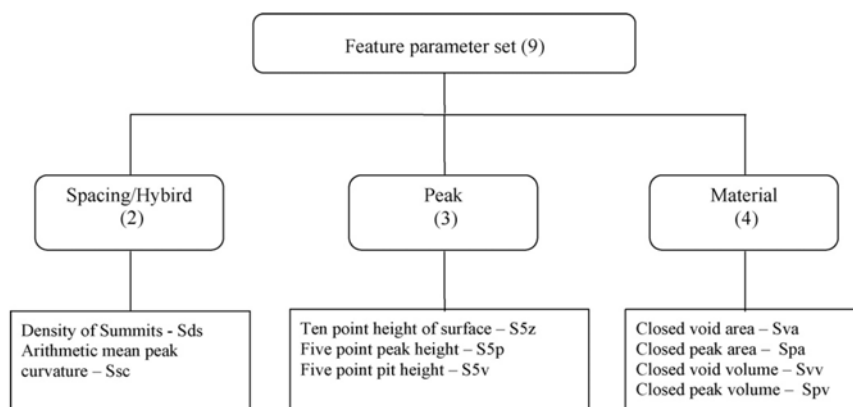 Feature parameter set (9)
Spacing/Hybird
(2)
Peak
(3)
Material
(4)
Density of Summits - Sds
Arithmetic mean peak
curvature – Ssc
Ten point height of surface – S5z
Five point peak height – S5p
Five point pit height – S5v
Closed void area – Sva
Closed peak area – Spa
Closed void volume – Svv
Closed peak volume – Spv